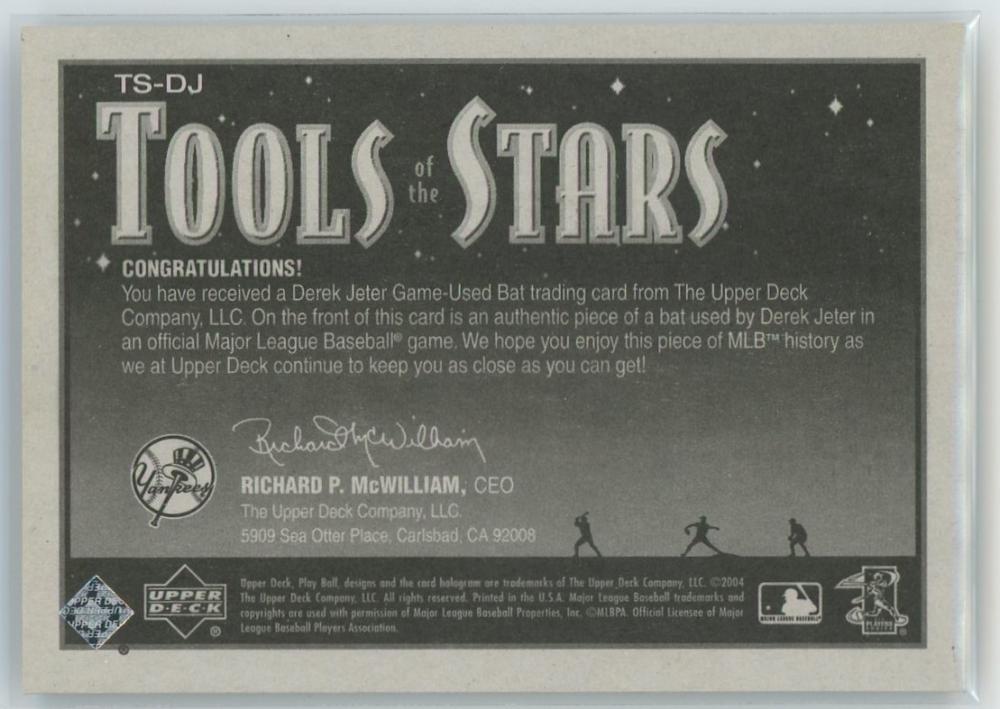 TS-DJ
TOOLS of the STARS
CONGRATULATIONS!
You have received a Derek Jeter Game-Used Bat trading card from The Upper Deck
Company, LLC. On the front of this card is an authentic piece of a bat used by Derek Jeter in
an official Major League Baseball® game. We hope you enjoy this piece of MLB™ history as
we at Upper Deck continue to keep you as close as you can get!
Richard McWilliam
Yankees
RICHARD P. McWILLIAM, CEO
The Upper Deck Company, LLC.
5909 Sea Otter Place, Carlsbad, CA 92008
UPPER
D·E·C·K
®
Upper Deck, Play Ball, designs and the card hologram are trademarks of The Upper Deck Company, LLC. ©2004
The Upper Deck Company, LLC. All rights reserved. Printed in the U.S.A. Major League Baseball trademarks and
copyrights are used with permission of Major League Baseball Properties, Inc. ©MLBPA. Official Licensee of Major
League Baseball Players Association.
MAJOR LEAGUE BASEBALL
PLAYERS
CHOICE